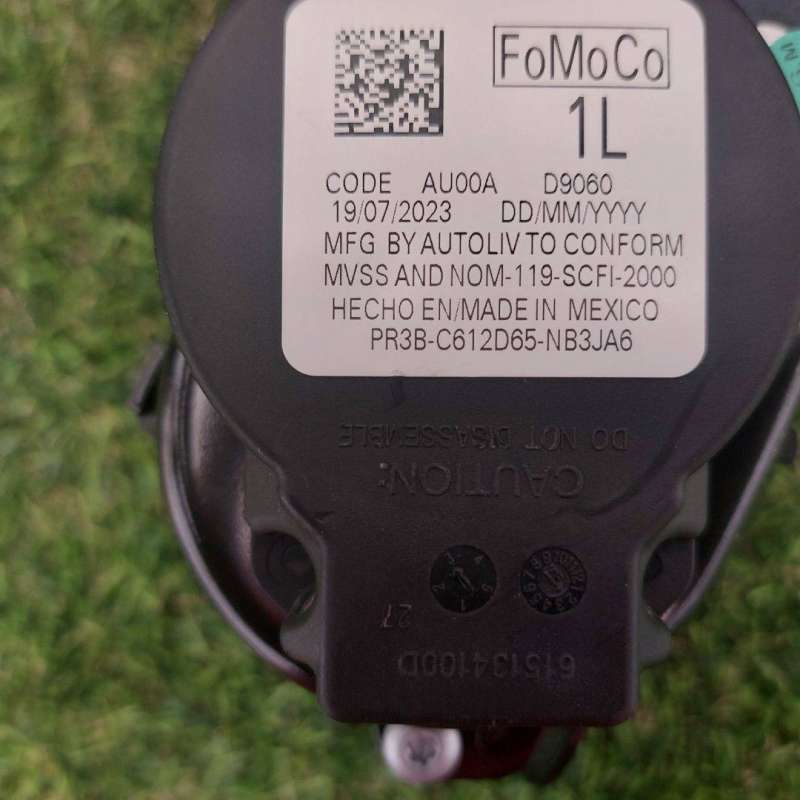 FoMoCo
1L
CODE AU00A D9060
19/07/2023 DD/MM/YYYY
MFG BY AUTOLIV TO CONFORM
MVSS AND NOM-119-SCFI-2000
HECHO EN/MADE IN MEXICO
PR3B-C612D65-NB3JA6
DO NOT DISASSEMBLE
CAUTION:
27
615134100D